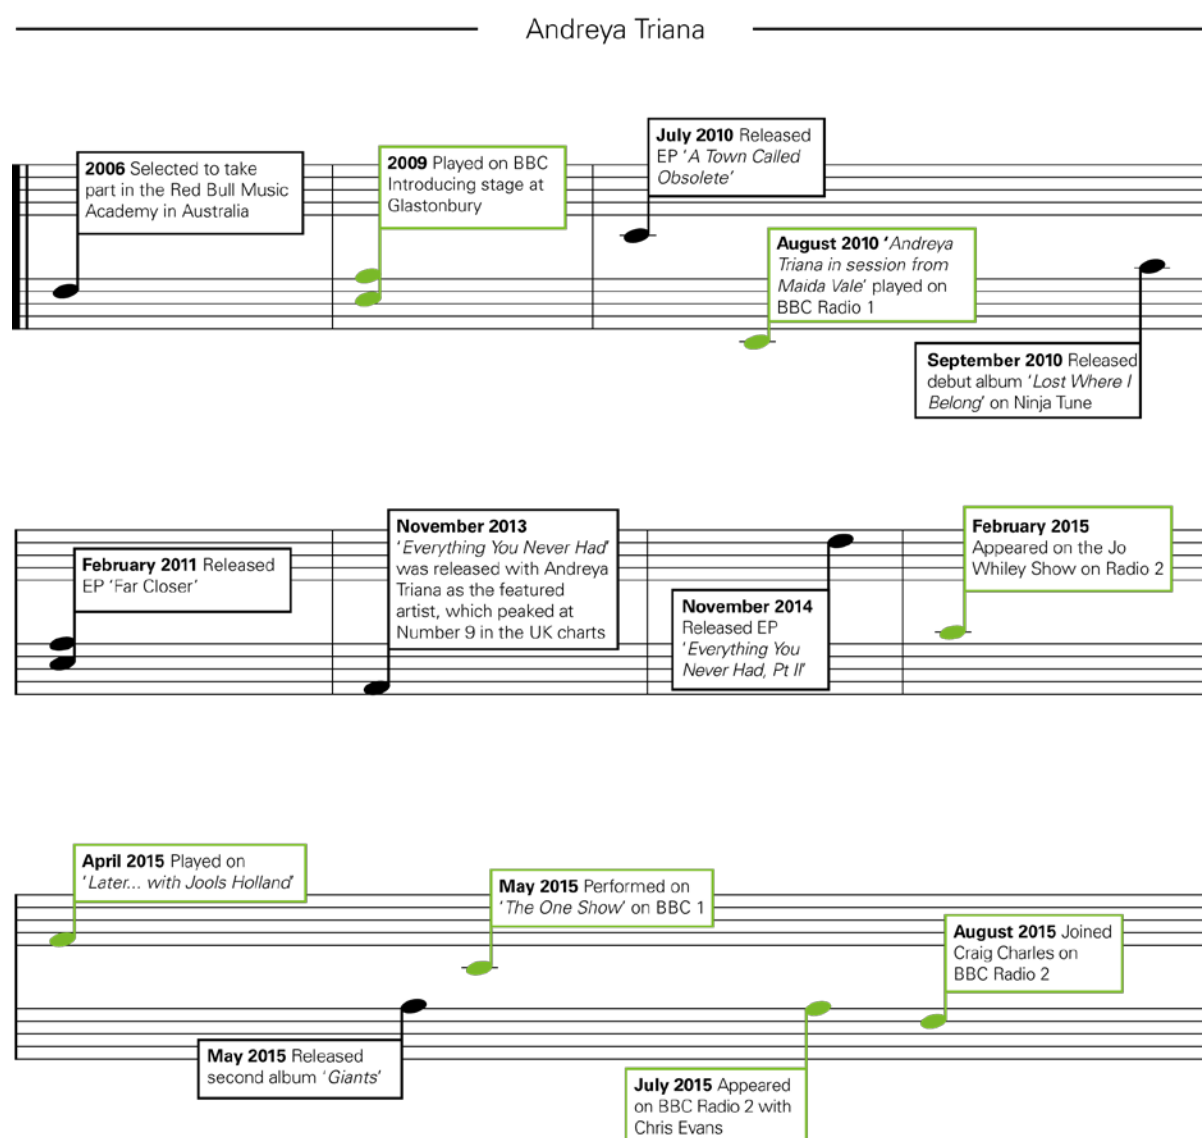 Andreya Triana
2006 Selected to take
part in the Red Bull Music
Academy in Australia
2009 Played on BBC
Introducing stage at
Glastonbury
July 2010 Released
EP ‘A Town Called
Obsolete’
August 2010 ‘Andreya
Triana in session from
Maida Vale’ played on
BBC Radio 1
September 2010 Released
debut album ‘Lost Where I
Belong’ on Ninja Tune
February 2011 Released
EP ‘Far Closer’
November 2013
‘Everything You Never Had’
was released with Andreya
Triana as the featured
artist, which peaked at
Number 9 in the UK charts
November 2014
Released EP
‘Everything You
Never Had, Pt II’
February 2015
Appeared on the Jo
Whiley Show on Radio 2
April 2015 Played on
‘Later... with Jools Holland’
May 2015 Released
second album ‘Giants’
May 2015 Performed on
‘The One Show’ on BBC 1
July 2015 Appeared
on BBC Radio 2 with
Chris Evans
August 2015 Joined
Craig Charles on
BBC Radio 2